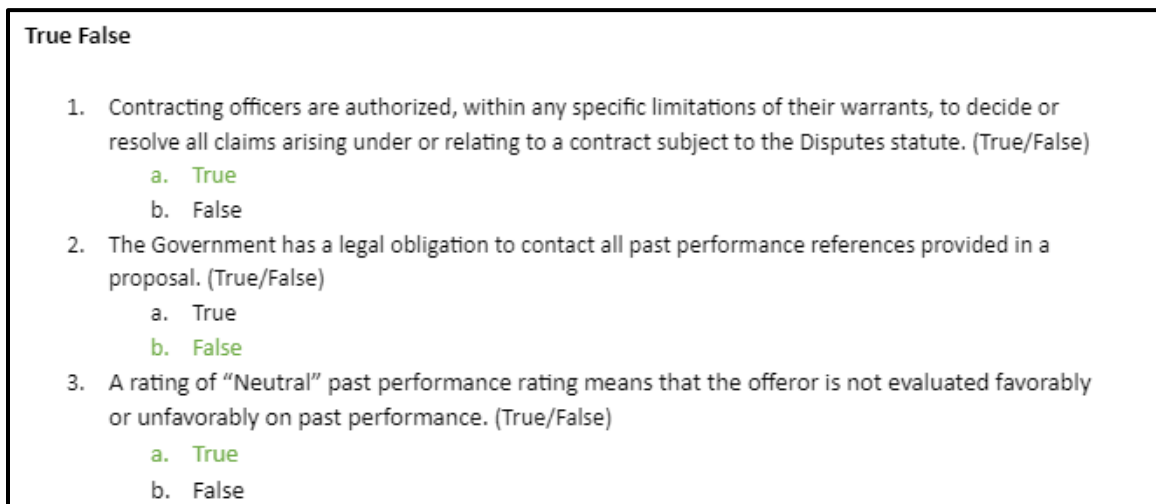 True False
1. Contracting officers are authorized, within any specific limitations of their warrants, to decide or
resolve all claims arising under or relating to a contract subject to the Disputes statute. (True/False)
a. True
b. False
2. The Government has a legal obligation to contact all past performance references provided in a
proposal. (True/False)
a. True
b. False
3. A rating of “Neutral” past performance rating means that the offeror is not evaluated favorably
or unfavorably on past performance. (True/False)
a. True
b. False